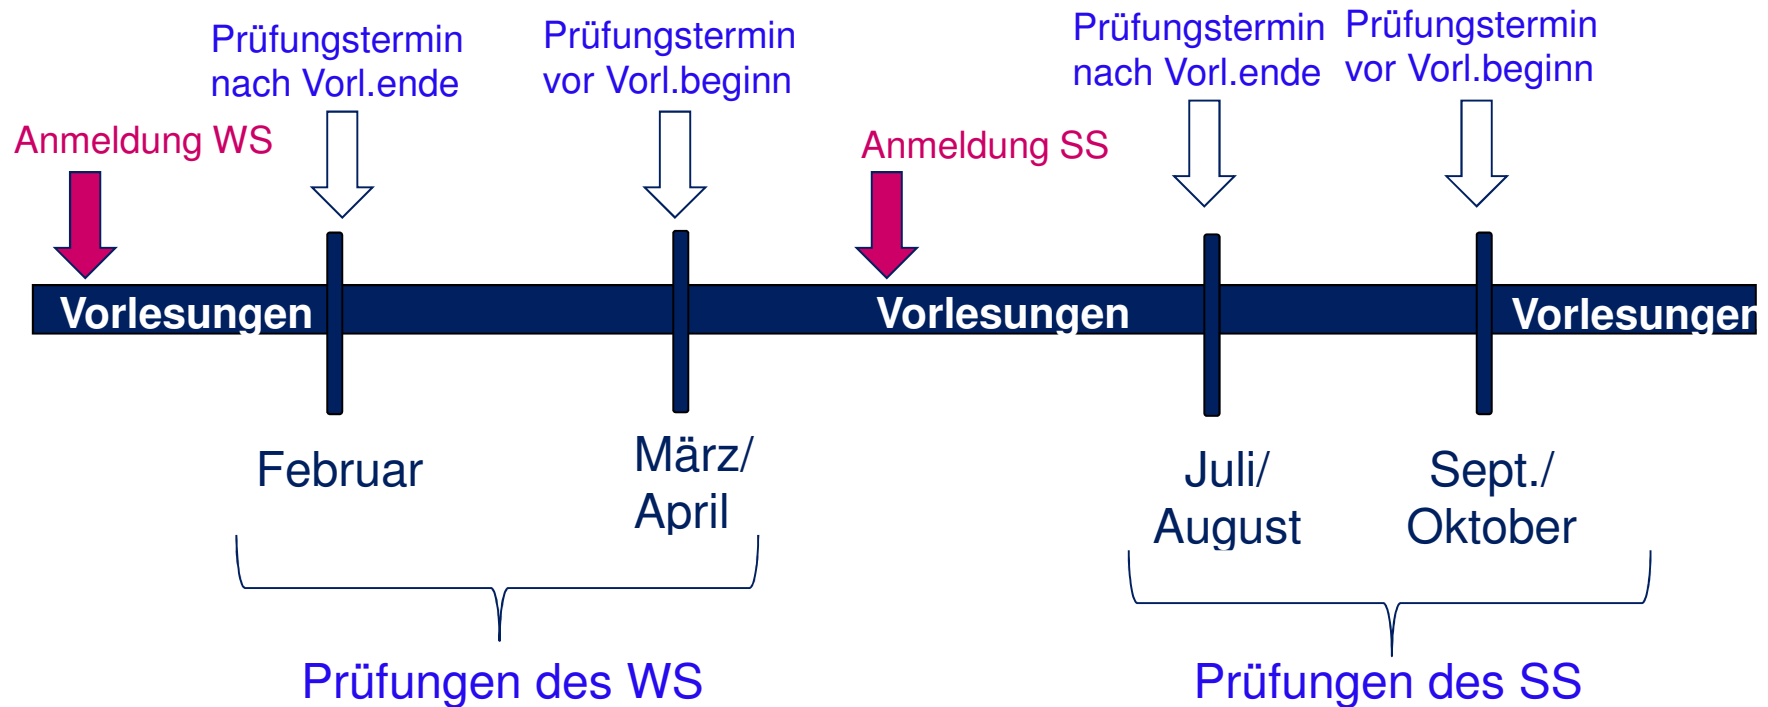 Prüfungstermin
nach Vorl.ende
Prüfungstermin
vor Vorl.beginn
Prüfungstermin
nach Vorl.ende
Prüfungstermin
vor Vorl.beginn
Anmeldung WS
Anmeldung SS
Vorlesungen
Vorlesungen
Vorlesungen
Februar
März/
April
Juli/
August
Sept./
Oktober
Prüfungen des WS
Prüfungen des SS